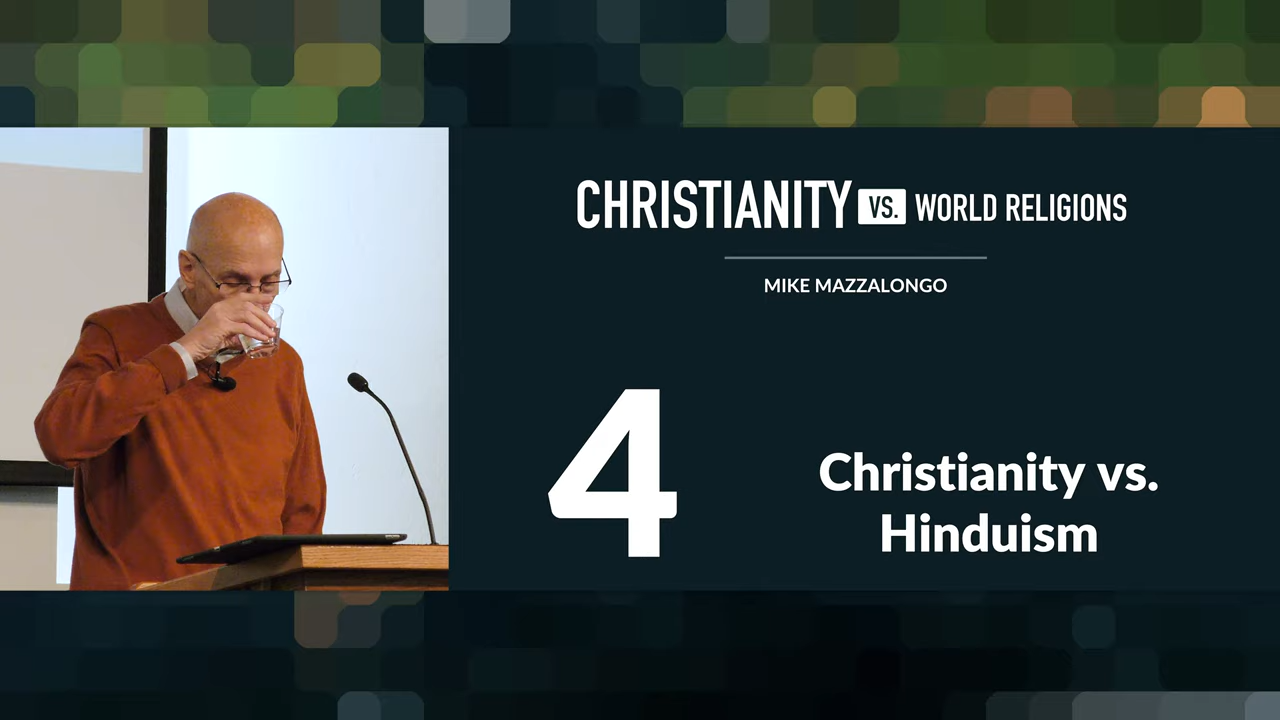 CHRISTIANITY VS. WORLD RELIGIONS
MIKE MAZZALONGO
4
Christianity vs.
Hinduism